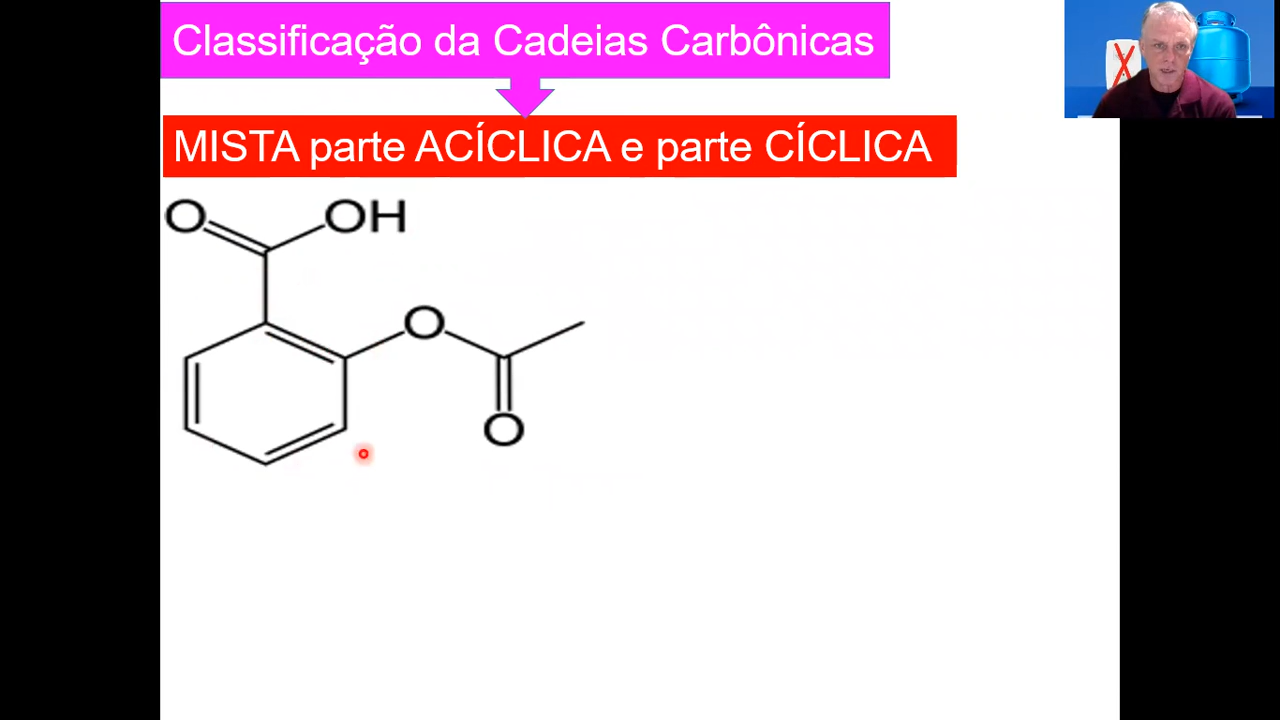 Classificação da Cadeias Carbônicas
MISTA parte ACÍCLICA e parte CÍCLICA
O OH
O
O